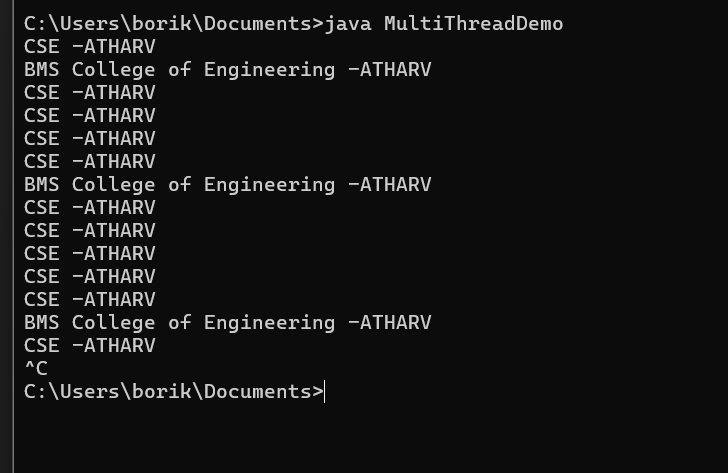 C:\Users\borik\Documents>java MultiThreadDemo
CSE -ATHARV
BMS College of Engineering -ATHARV
CSE -ATHARV
CSE -ATHARV
CSE -ATHARV
CSE -ATHARV
BMS College of Engineering -ATHARV
CSE -ATHARV
CSE -ATHARV
CSE -ATHARV
CSE -ATHARV
CSE -ATHARV
BMS College of Engineering -ATHARV
CSE -ATHARV
^C
C:\Users\borik\Documents>